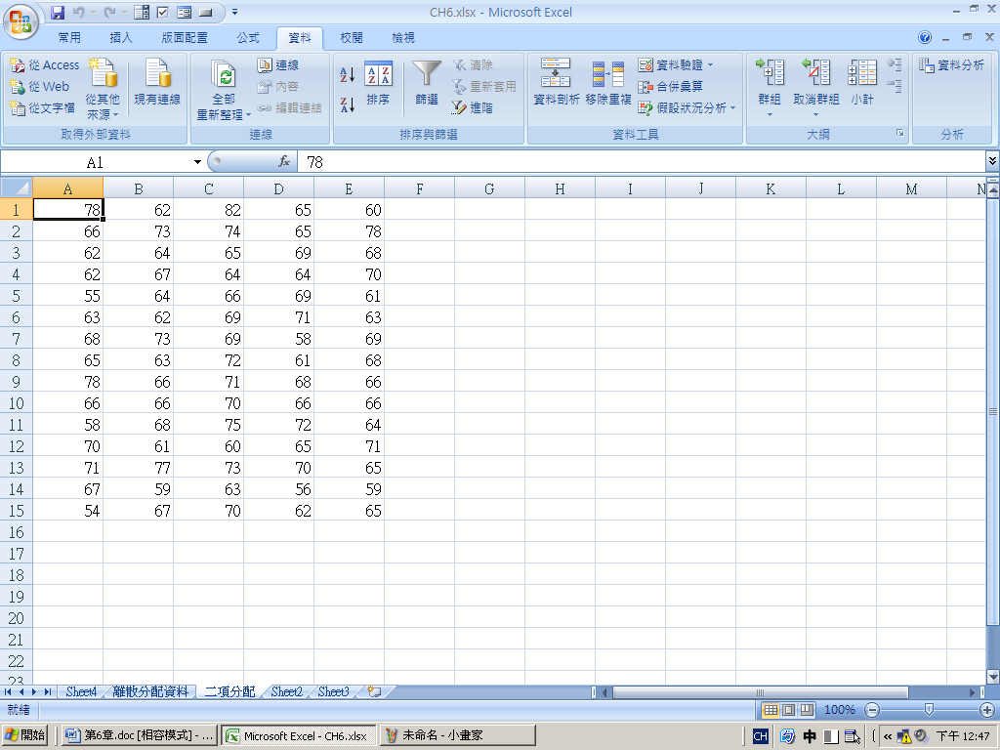 CH6.xlsx - Microsoft Excel
常用 插入 版面配置 公式 資料 校閱 檢視
從 Access
從 Web
從文字檔
從其他
來源
現有連線
取得外部資料
全部
重新整理
連線
內容
編輯連結
連線
排序
篩選
清除
重新套用
進階
排序與篩選
資料剖析
移除重複
資料驗證
合併彙算
假設狀況分析
資料工具
群組
取消群組
小計
大綱
資料分析
分析
A1 fx 78
A B C D E F G H I J K L M N
1 78 62 82 65 60
2 66 73 74 65 78
3 62 64 65 69 68
4 62 67 64 64 70
5 55 64 66 69 61
6 63 62 69 71 63
7 68 73 69 58 69
8 65 63 72 61 68
9 78 66 71 68 66
10 66 66 70 66 66
11 58 68 75 72 64
12 70 61 60 65 71
13 71 77 73 70 65
14 67 59 63 56 59
15 54 67 70 62 65
16
17
18
19
20
21
22
23
Sheet4 離散分配資料 二項分配 Sheet2 Sheet3
就緒 100%
開始 第6章.doc [相容模式] - ... Microsoft Excel - CH6.xlsx 未命名 - 小畫家 CH 中 « 下午 12:47